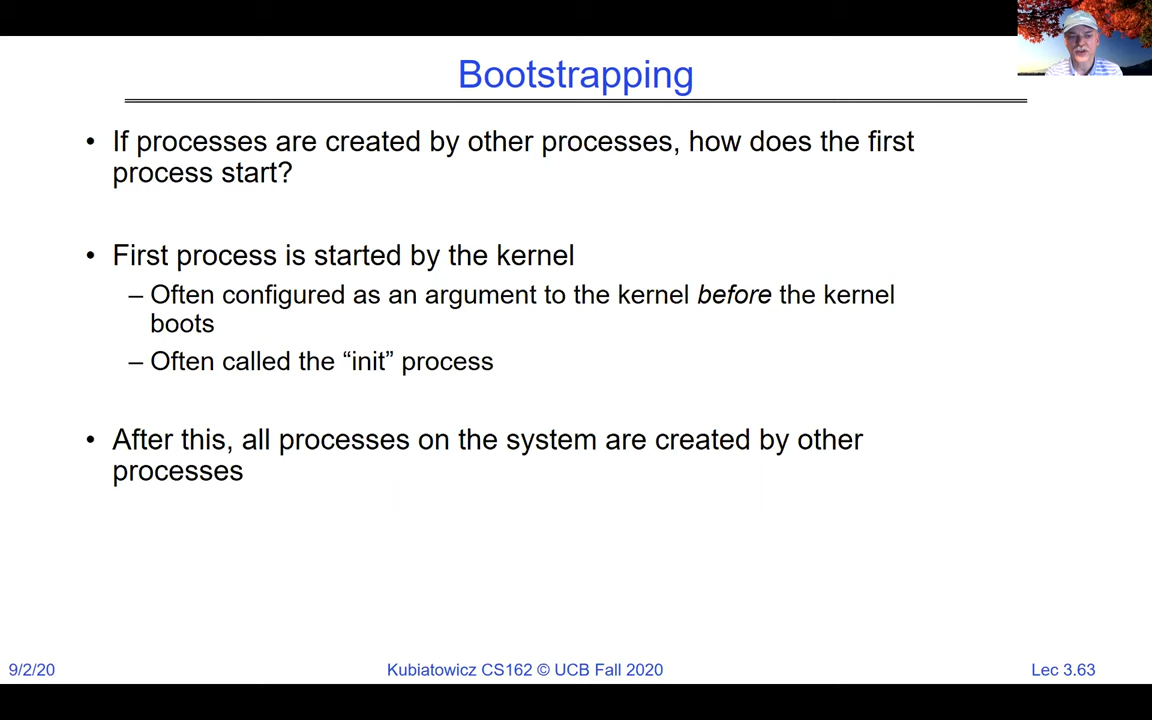 Bootstrapping
• If processes are created by other processes, how does the first
process start?
• First process is started by the kernel
– Often configured as an argument to the kernel before the kernel
boots
– Often called the “init” process
• After this, all processes on the system are created by other
processes
9/2/20
Kubiatowicz CS162 © UCB Fall 2020
Lec 3.63